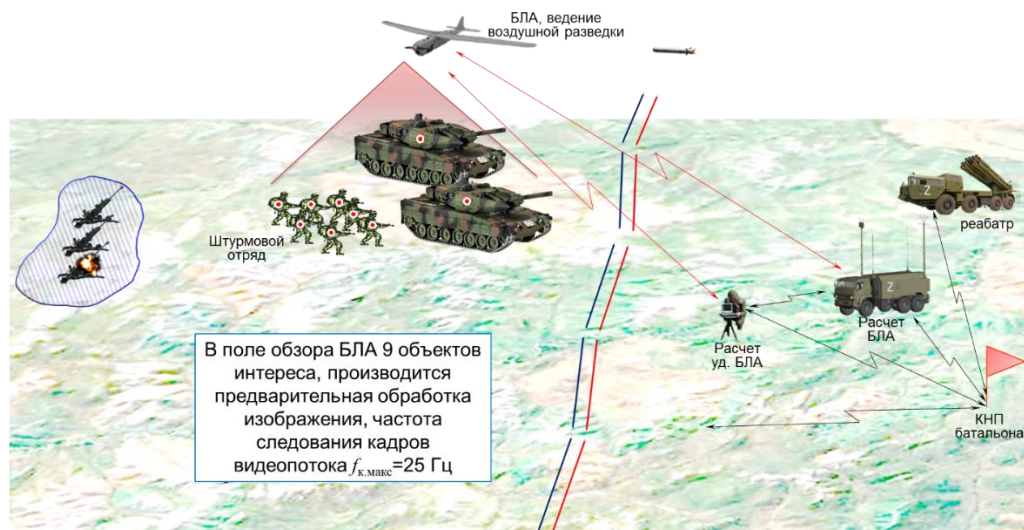 БЛА, ведение
воздушной разведки
Z
реабатр
Штурмовой
отряд
Z
Расчет
БЛА
Расчет
уд. БЛА
В поле обзора БЛА 9 объектов
интереса, производится
предварительная обработка
изображения, частота
следования кадров
видеопотока fк.макс=25 Гц
КНП
батальона